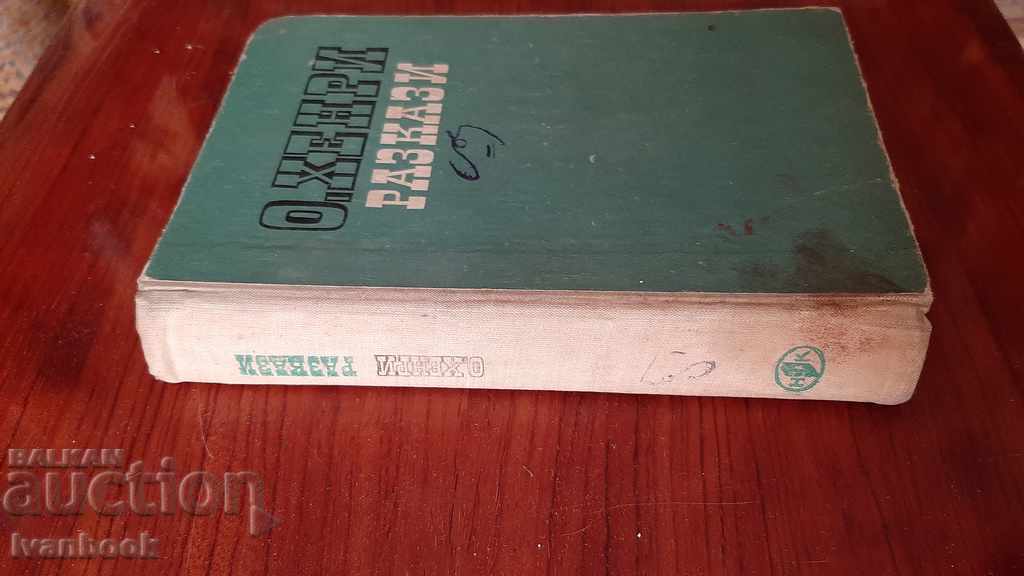 О. ХЕНРИ
РАЗКАЗИ
О. ХЕНРИ
РАЗКАЗИ
НК
BALKAN
auction
Ivanbook